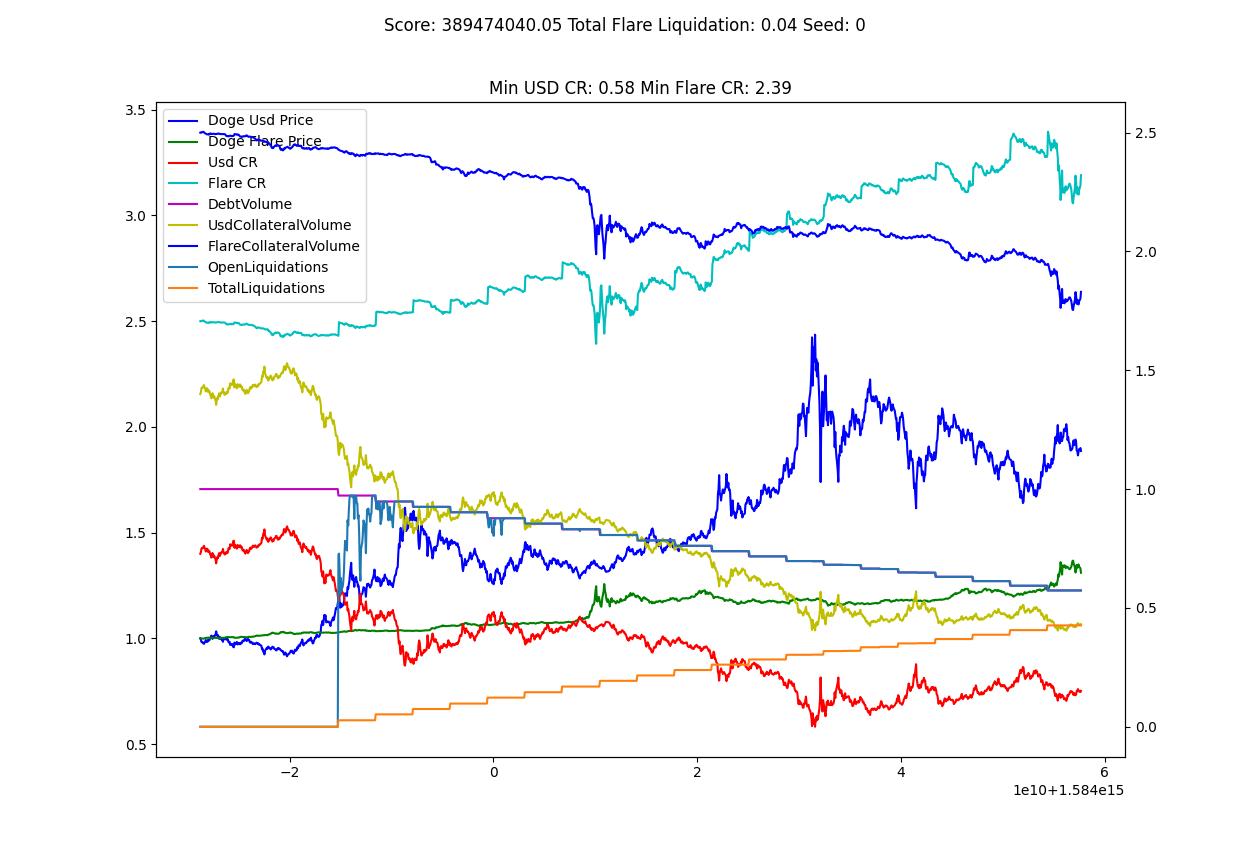 Score: 389474040.05 Total Flare Liquidation: 0.04 Seed: 0
Min USD CR: 0.58 Min Flare CR: 2.39
3.5
3.0
2.5
2.0
1.5
1.0
0.5
Doge Usd Price
Doge Flare Price
Usd CR
Flare CR
DebtVolume
UsdCollateralVolume
FlareCollateralVolume
OpenLiquidations
TotalLiquidations
2.5
2.0
1.5
1.0
0.5
0.0
−2 0 2 4 6
1e10+1.584e15